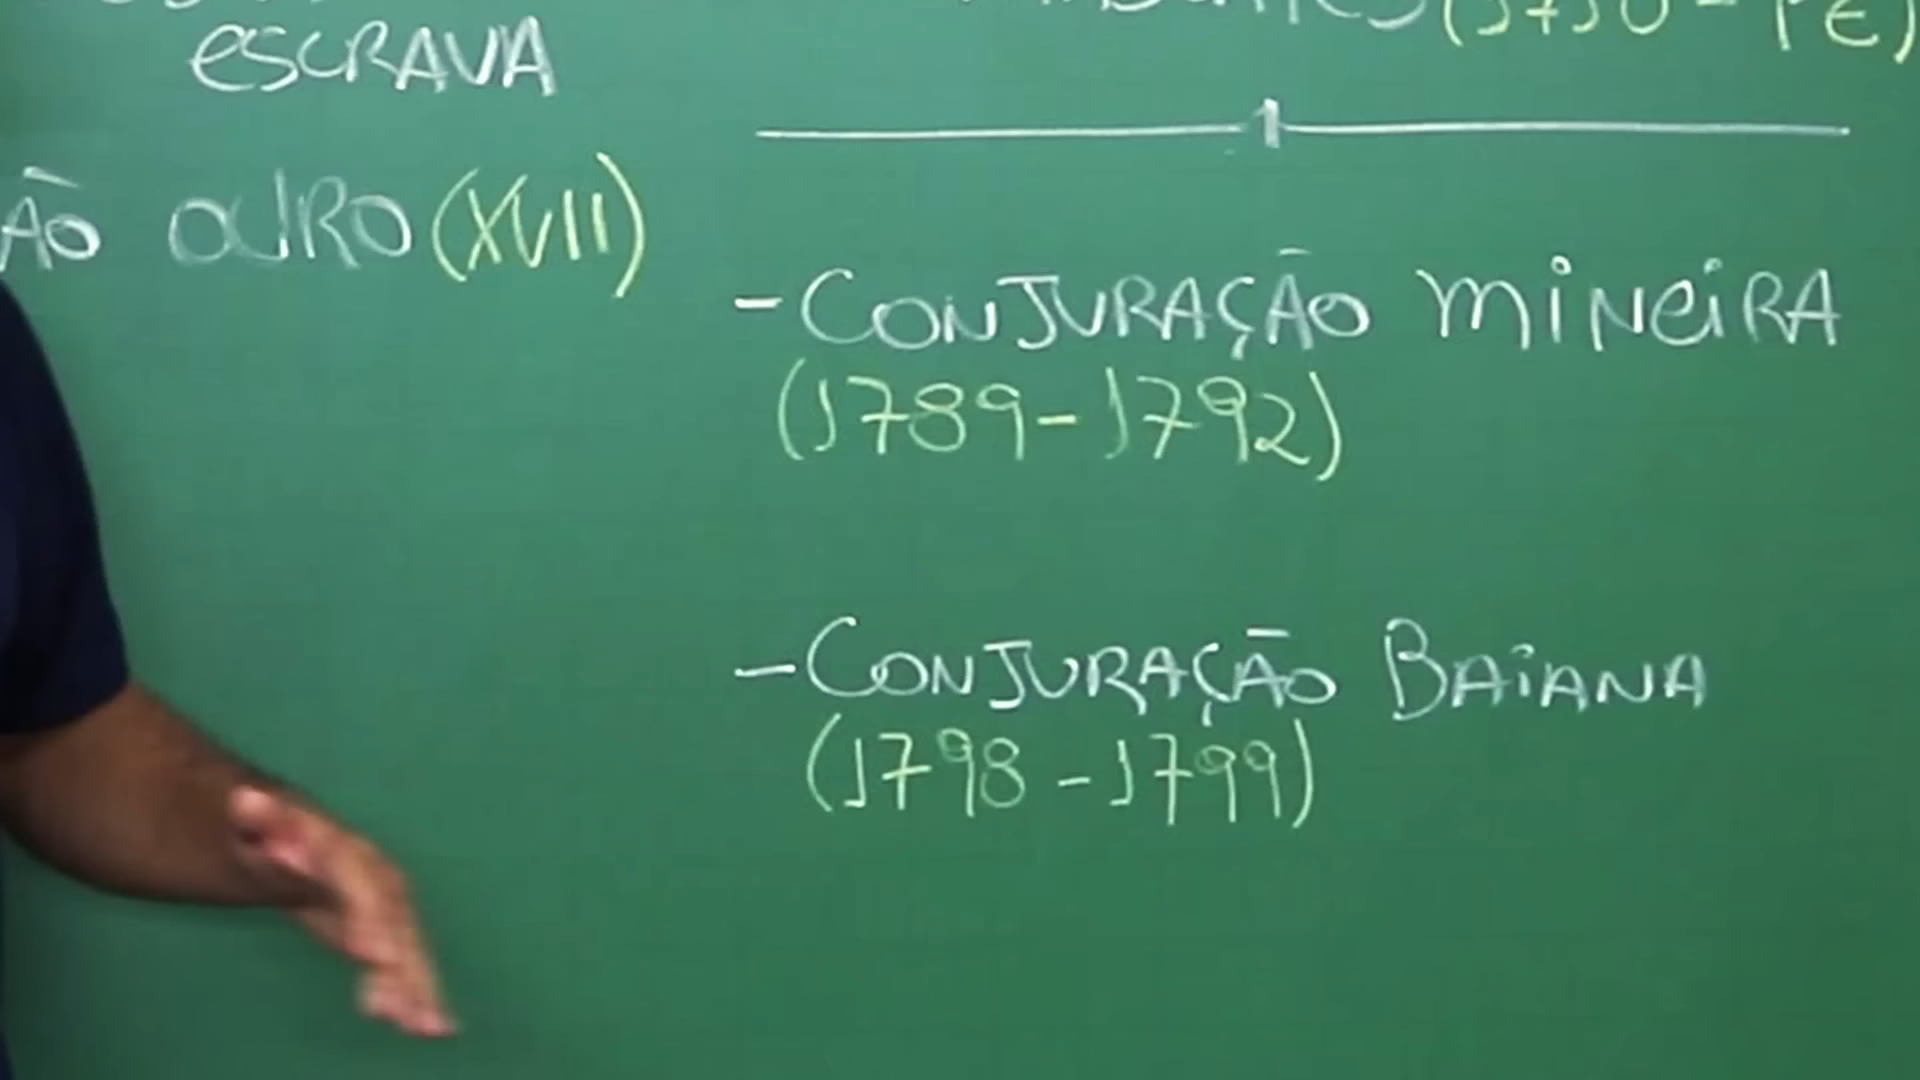 ESCRAVA
ÃO OURO (XVII)
- CONJURAÇÃO MINEIRA
(1789-1792)
- CONJURAÇÃO BAIANA
(1798-1799)